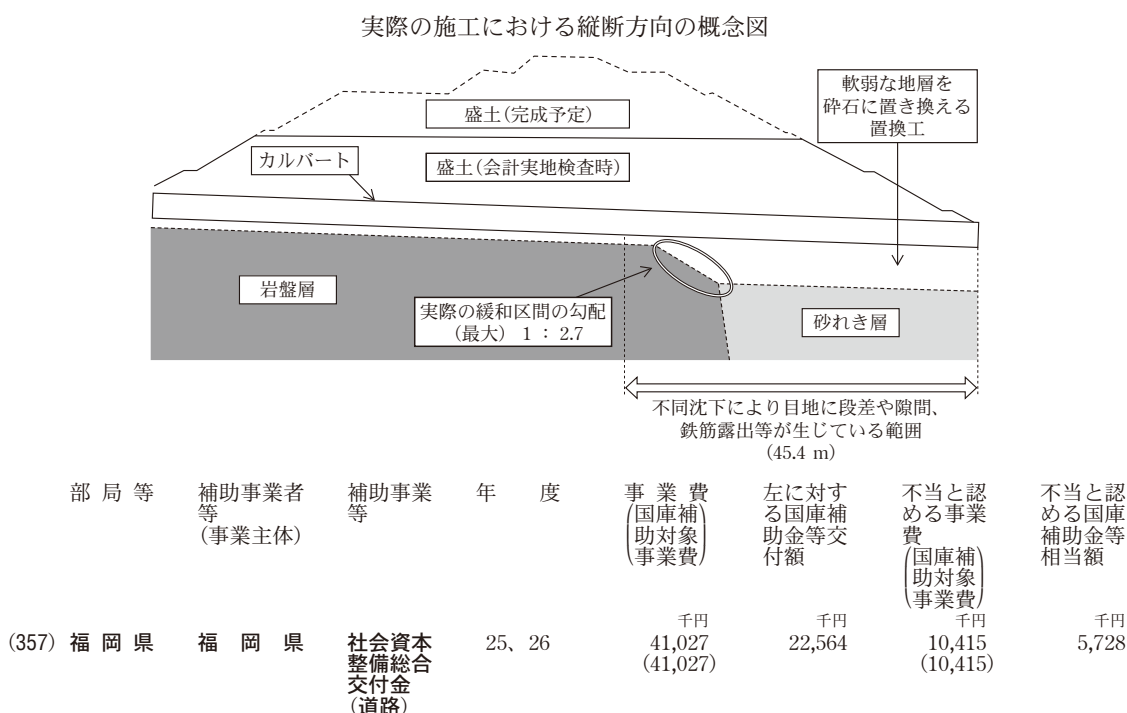 実際の施工における縦断方向の概念図
軟弱な地層を
砕石に置き換える
置換工
盛土(完成予定)
カルバート
盛土(会計実地検査時)
岩盤層
実際の緩和区間の勾配
(最大) 1 : 2.7
砂れき層
不同沈下により目地に段差や隙間、
鉄筋露出等が生じている範囲
(45.4 m)
部局等
補助事業者
等
(事業主体)
補助事業
等
年 度
事業費
(国庫補
助対象
事業費)
左に対す
る国庫補
助金等交
付額
不当と認
める事業
費
(国庫補
助対象
事業費)
不当と認
める国庫
補助金等
相当額
千円 千円 千円 千円
(357) 福岡県 福岡県 社会資本 25、26 41,027 22,564 10,415 5,728
整備総合 (41,027) (10,415)
交付金
(道路)